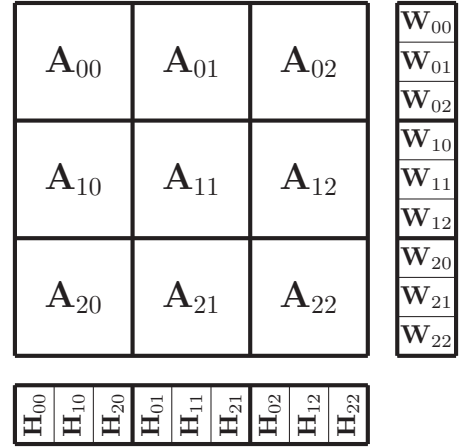 A₀₀ A₀₁ A₀₂
A₁₀ A₁₁ A₁₂
A₂₀ A₂₁ A₂₂
W₀₀
W₀₁
W₀₂
W₁₀
W₁₁
W₁₂
W₂₀
W₂₁
W₂₂
H₀₀ H₁₀ H₂₀ H₀₁ H₁₁ H₂₁ H₀₂ H₁₂ H₂₂